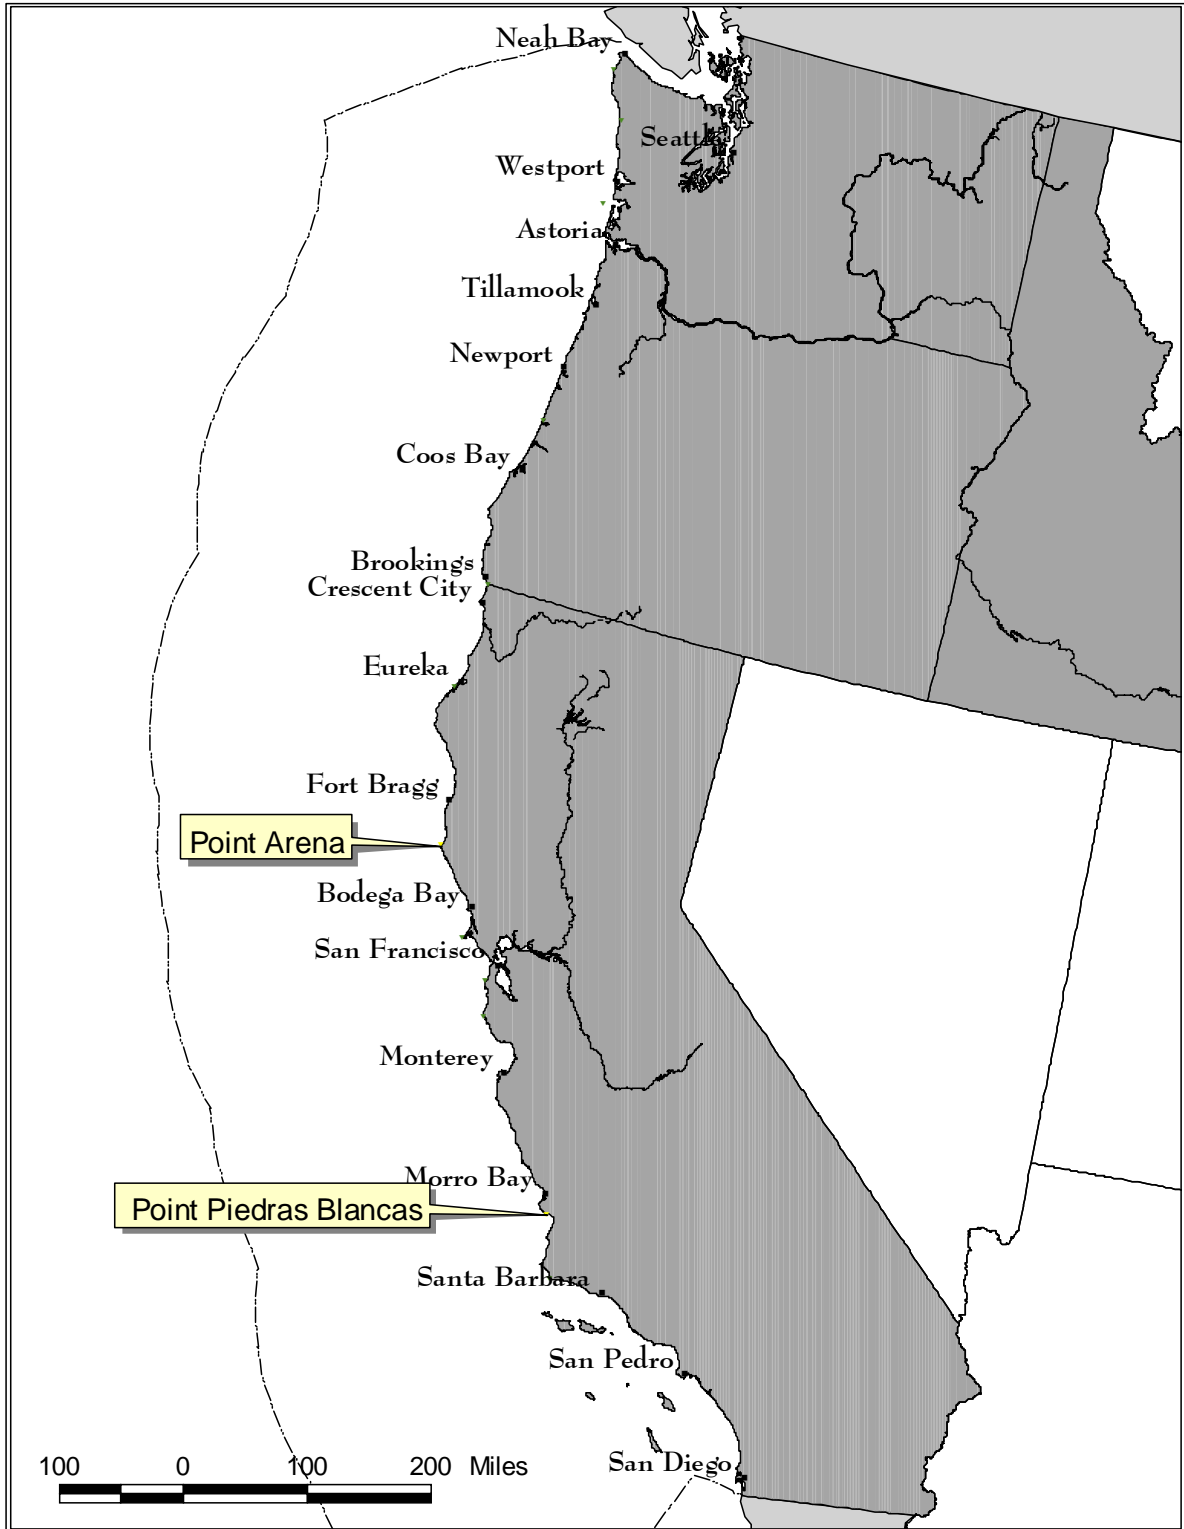 Neah Bay
Seattle
Westport
Astoria
Tillamook
Newport
Coos Bay
Brookings
Crescent City
Eureka
Fort Bragg
Point Arena
Bodega Bay
San Francisco
Monterey
Morro Bay
Point Piedras Blancas
Santa Barbara
San Pedro
San Diego
100 0 100 200 Miles